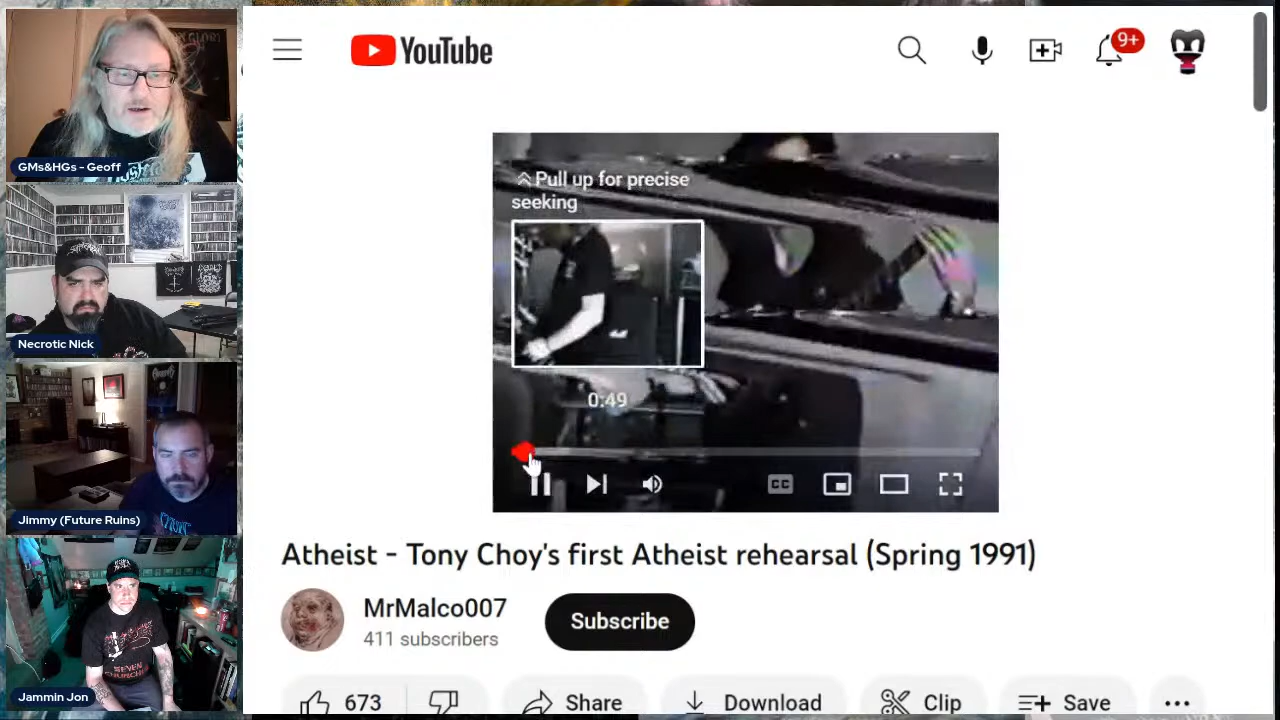 GMs&HGs - Geoff
Necrotic Nick
Jimmy (Future Ruins)
SEVEN
Jammin Jon
YouTube
9+
Pull up for precise
seeking
0:49
CC
Atheist - Tony Choy's first Atheist rehearsal (Spring 1991)
MrMalco007
411 subscribers
Subscribe
673
Share
Download
Clip
Save